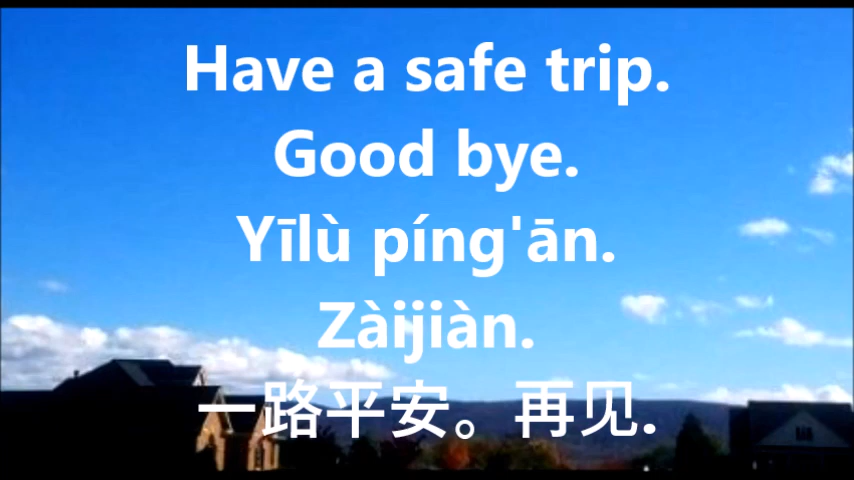 Have a safe trip.
Good bye.
Yīlù píng'ān.
Zàijiàn.
一路平安。再见.